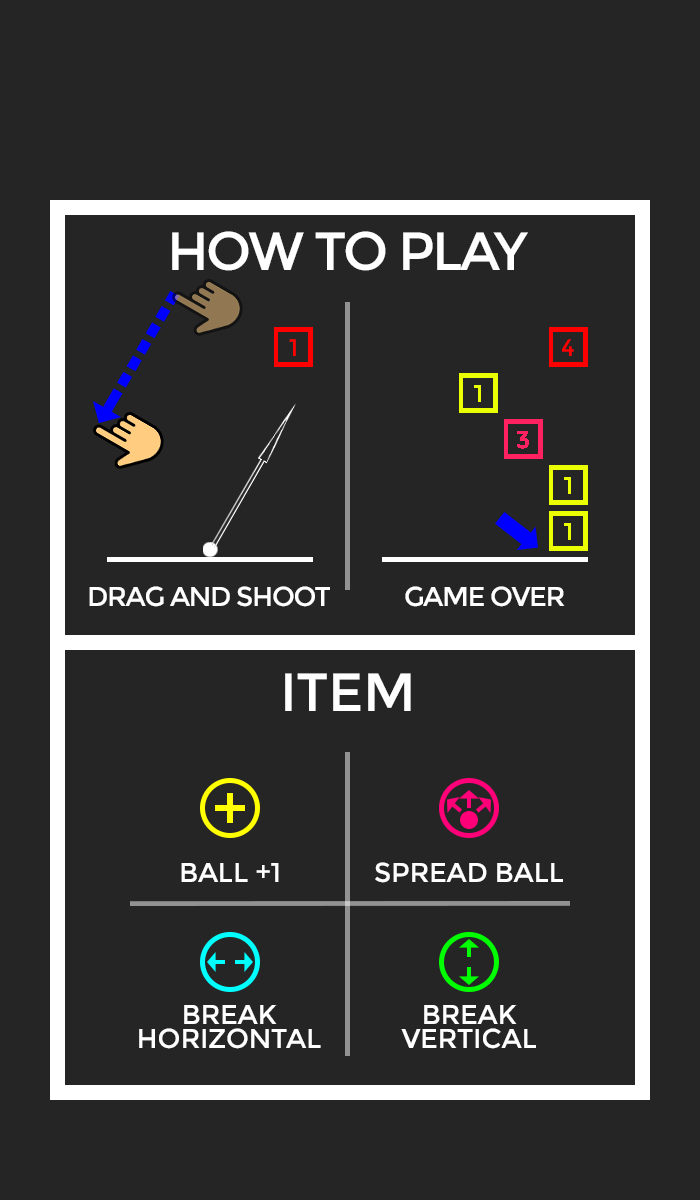 HOW TO PLAY
1
4
1
3
1
1
DRAG AND SHOOT
GAME OVER
ITEM
BALL +1
SPREAD BALL
BREAK
HORIZONTAL
BREAK
VERTICAL